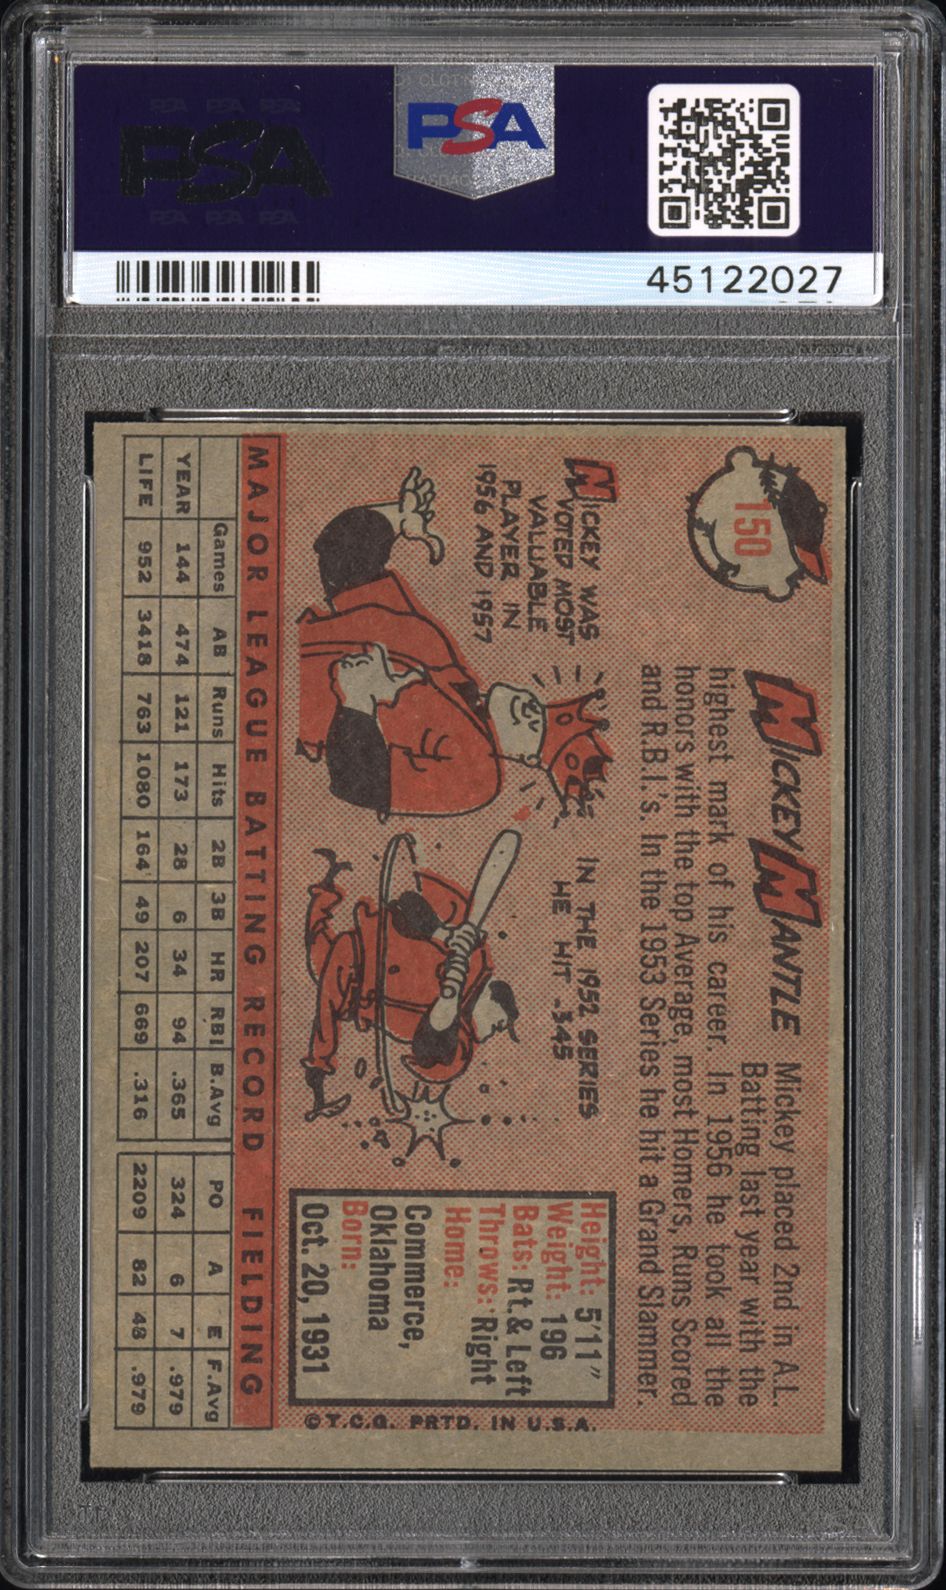 PSA PSA PSA
PSA
PSA PSA PSA
PSA
45122027
150
MICKEY MANTLE
Mickey placed 2nd in A.L.
Batting last year with the
highest mark of his career. In 1956 he took all the
honors with the top Average, most Homers, Runs Scored
and R.B.I.'s. In the 1953 Series he hit a Grand Slammer.
MICKEY WAS
VOTED MOST
VALUABLE
PLAYER IN
1956 AND 1957
IN THE 1952 SERIES
HE HIT .345
Height: 5'11"
Weight: 196
Bats: Rt. & Left
Throws: Right
Home:
Commerce,
Oklahoma
Born:
Oct. 20, 1931
©T.C.G. PRTD. IN U.S.A.
MAJOR LEAGUE BATTING RECORD FIELDING
Games AB Runs Hits 2B 3B HR RBI B.Avg PO A E F.Avg
YEAR 144 474 121 173 28 6 34 94 .365 324 6 7 .979
LIFE 952 3418 763 1080 164 49 207 669 .316 2209 82 48 .979